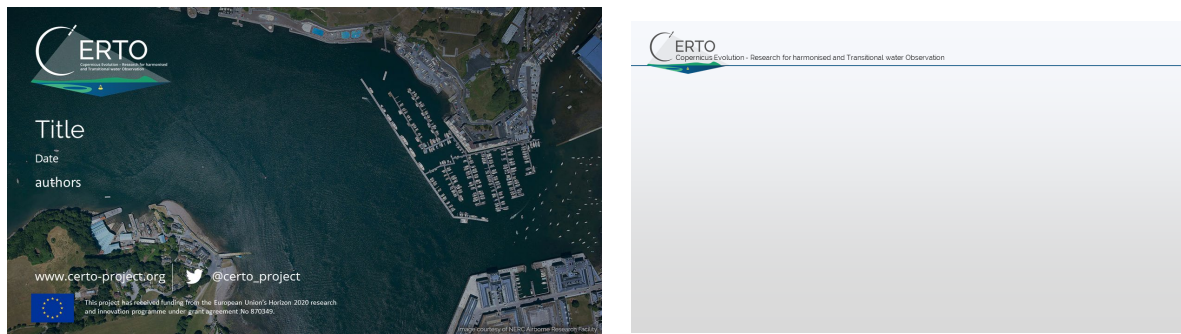 CERTO
Copernicus Evolution - Research for harmonised
and Transitional water Observation
Title
Date
authors
www.certo-project.org
@certo_project
This project has received funding from the European Union's Horizon 2020 research
and innovation programme under grant agreement No 870349.
Image courtesy of NERC Airborne Research Facility.
CERTO
Copernicus Evolution - Research for harmonised and Transitional water Observation